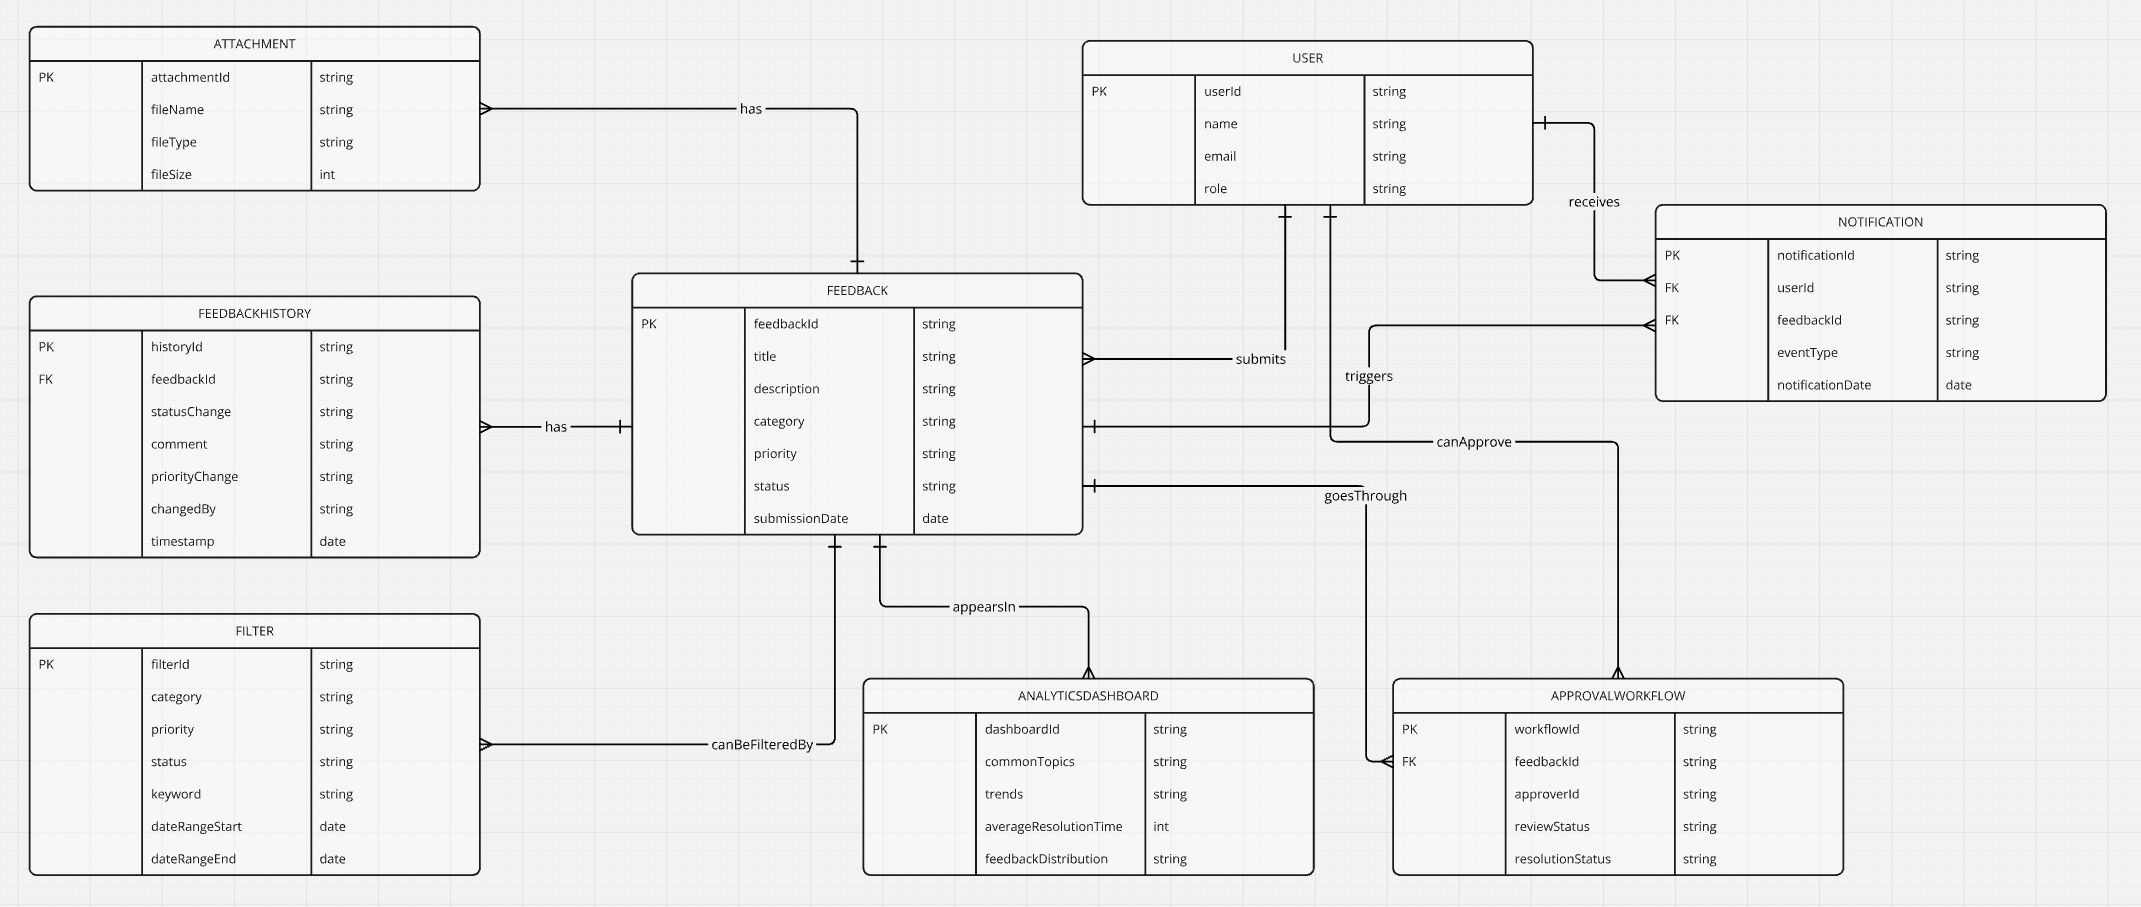 ATTACHMENT
PK attachmentId string
fileName string
fileType string
fileSize int
has
USER
PK userId string
name string
email string
role string
receives
NOTIFICATION
PK notificationId string
FK userId string
FK feedbackId string
eventType string
notificationDate date
FEEDBACK
PK feedbackId string
title string
description string
category string
priority string
status string
submissionDate date
submits
triggers
canApprove
goesThrough
FEEDBACKHISTORY
PK historyId string
FK feedbackId string
statusChange string
comment string
priorityChange string
changedBy string
timestamp date
has
appearsIn
FILTER
PK filterId string
category string
priority string
status string
keyword string
dateRangeStart date
dateRangeEnd date
canBeFilteredBy
ANALYTICSDASHBOARD
PK dashboardId string
commonTopics string
trends string
averageResolutionTime int
feedbackDistribution string
APPROVALWORKFLOW
PK workflowId string
FK feedbackId string
approverId string
reviewStatus string
resolutionStatus string